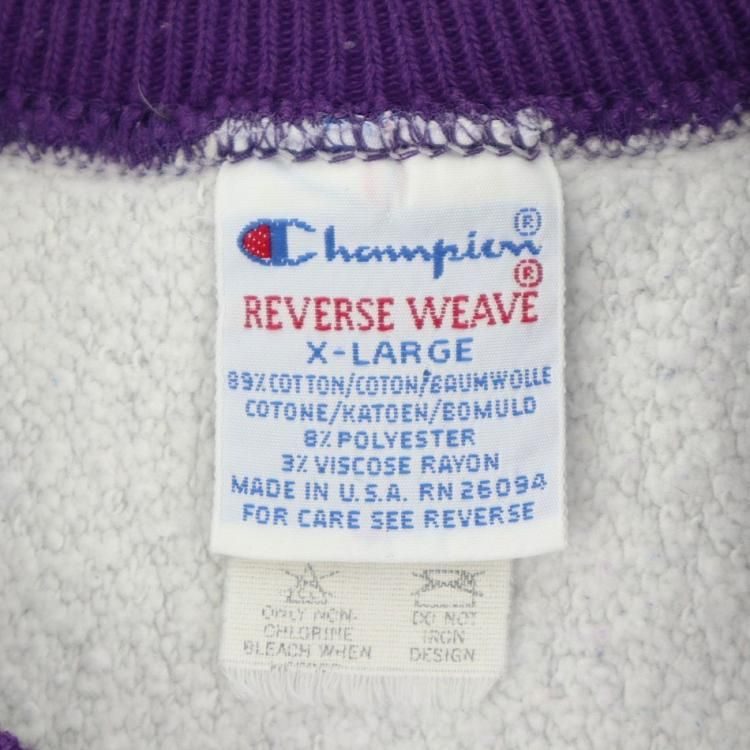 Champion®
REVERSE WEAVE®
X-LARGE
89% COTTON/COTON/BAUMWOLLE
COTONE/KATOEN/BOMULD
8% POLYESTER
3% VISCOSE RAYON
MADE IN U.S.A. RN 26094
FOR CARE SEE REVERSE
ONLY NON-
CHLORINE
BLEACH WHEN
DO NOT
IRON
DESIGN